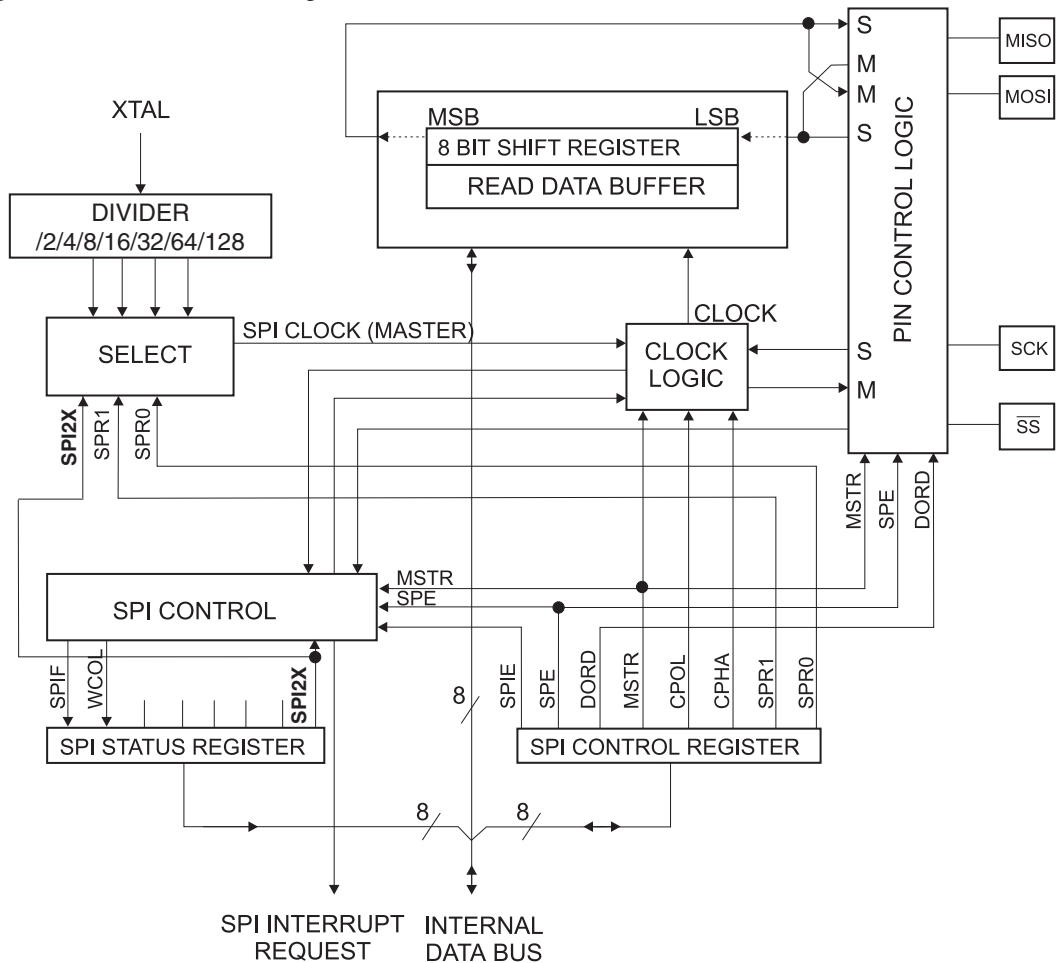 S
MISO
M
M
MOSI
XTAL
MSB
LSB
S
8 BIT SHIFT REGISTER
READ DATA BUFFER
DIVIDER
/2/4/8/16/32/64/128
PIN CONTROL LOGIC
CLOCK
SPI CLOCK (MASTER)
SELECT
CLOCK
LOGIC
S
M
SCK
SS
SPI2X
SPR1
SPR0
MSTR
SPE
DORD
MSTR
SPE
SPI CONTROL
SPIF
WCOL
SPI2X
8
SPIE
SPE
DORD
MSTR
CPOL
CPHA
SPR1
SPR0
SPI STATUS REGISTER
SPI CONTROL REGISTER
8
8
SPI INTERRUPT
REQUEST
INTERNAL
DATA BUS